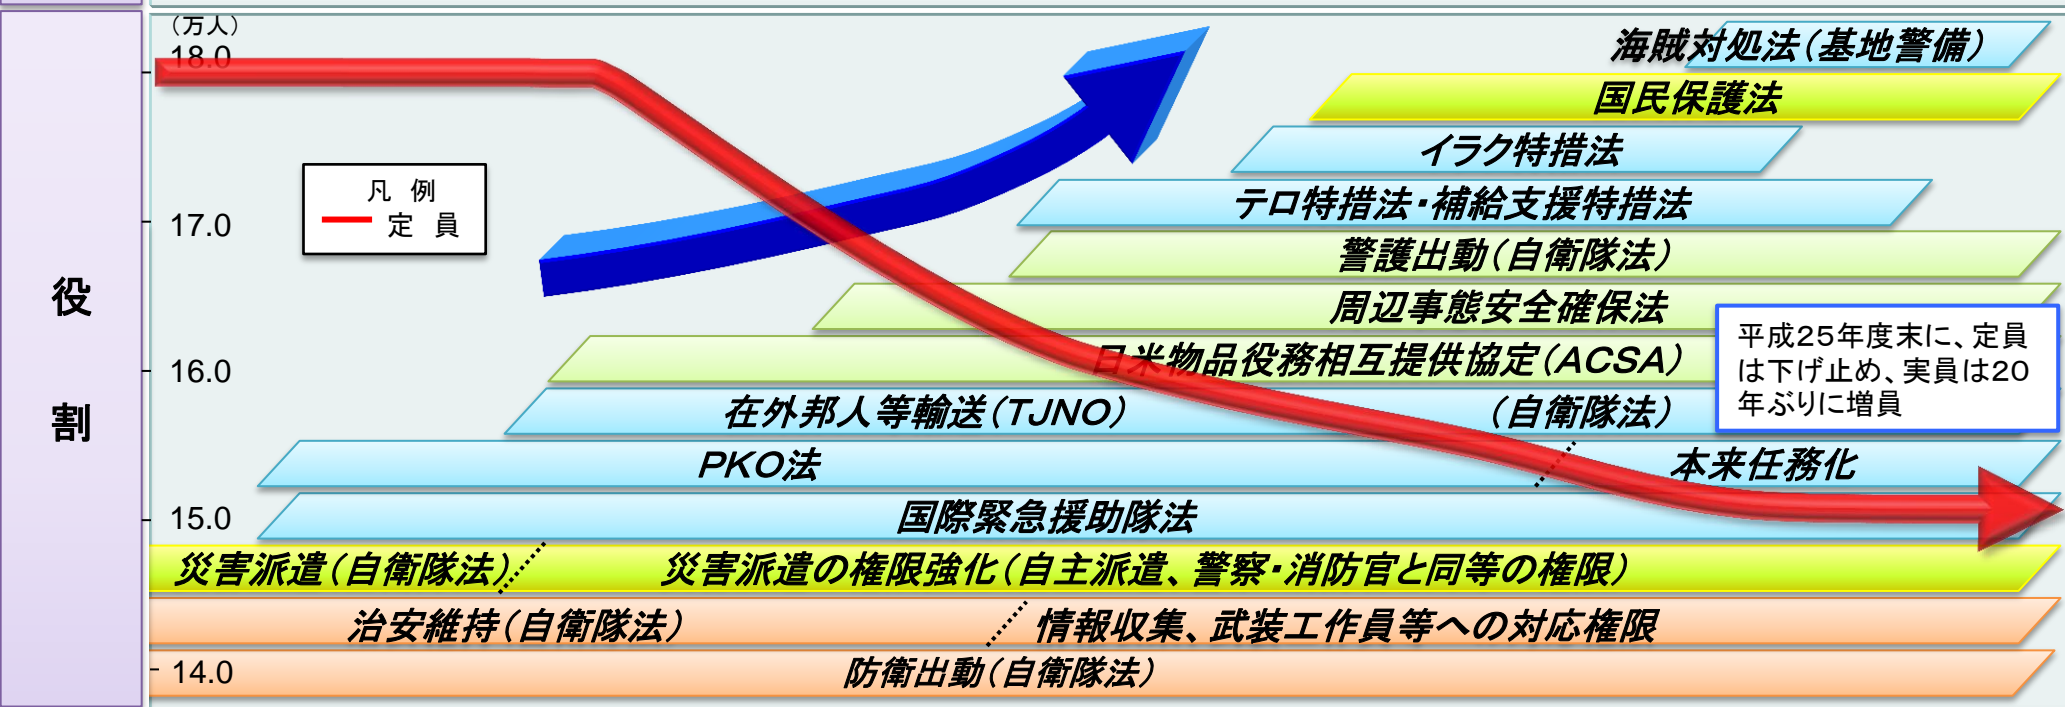 役
割
（万人）
18.0
17.0
16.0
15.0
14.0
凡 例
定 員
海賊対処法（基地警備）
国民保護法
イラク特措法
テロ特措法・補給支援特措法
警護出動（自衛隊法）
周辺事態安全確保法
日米物品役務相互提供協定（ACSA）
平成25年度末に、定員
は下げ止め、実員は20
年ぶりに増員
在外邦人等輸送（TJNO） （自衛隊法）
PKO法 本来任務化
国際緊急援助隊法
災害派遣（自衛隊法） 災害派遣の権限強化（自主派遣、警察・消防官と同等の権限）
治安維持（自衛隊法） 情報収集、武装工作員等への対応権限
防衛出動（自衛隊法）